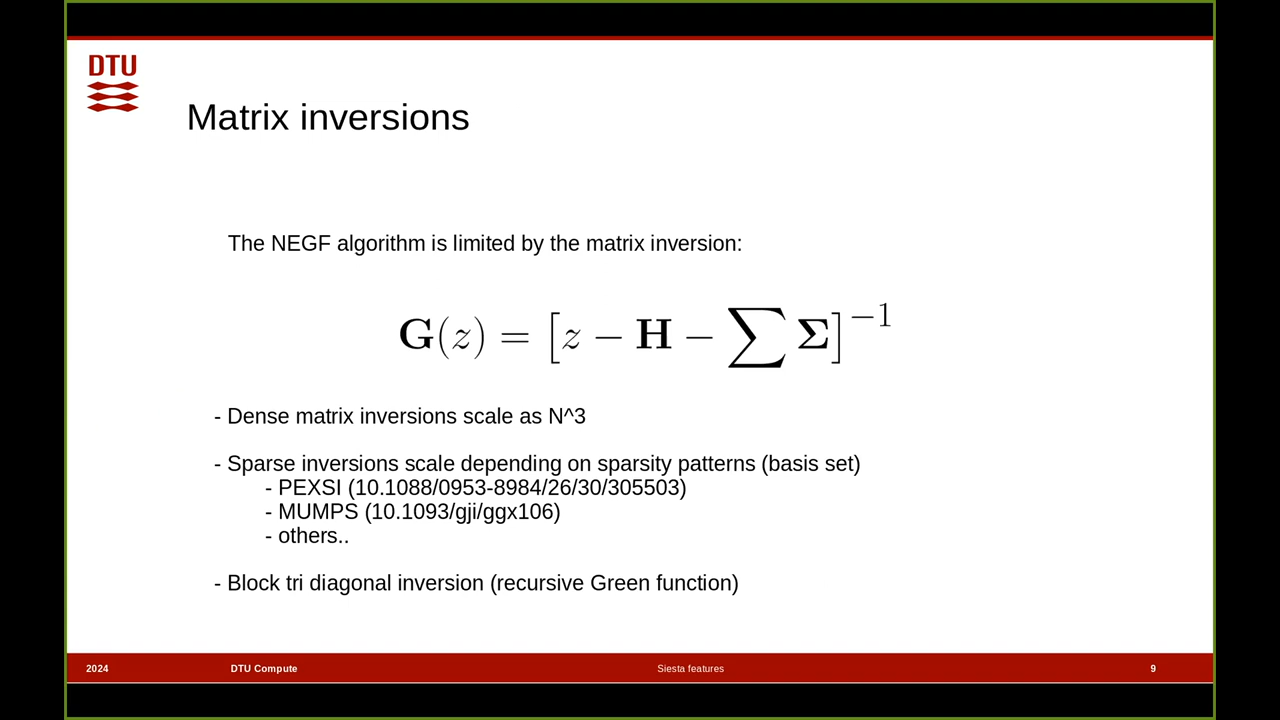 DTU
Matrix inversions
The NEGF algorithm is limited by the matrix inversion:
G(z) = [z − H − ∑ Σ]^−1
- Dense matrix inversions scale as N^3
- Sparse inversions scale depending on sparsity patterns (basis set)
- PEXSI (10.1088/0953-8984/26/30/305503)
- MUMPS (10.1093/gji/ggx106)
- others..
- Block tri diagonal inversion (recursive Green function)
2024 DTU Compute Siesta features 9